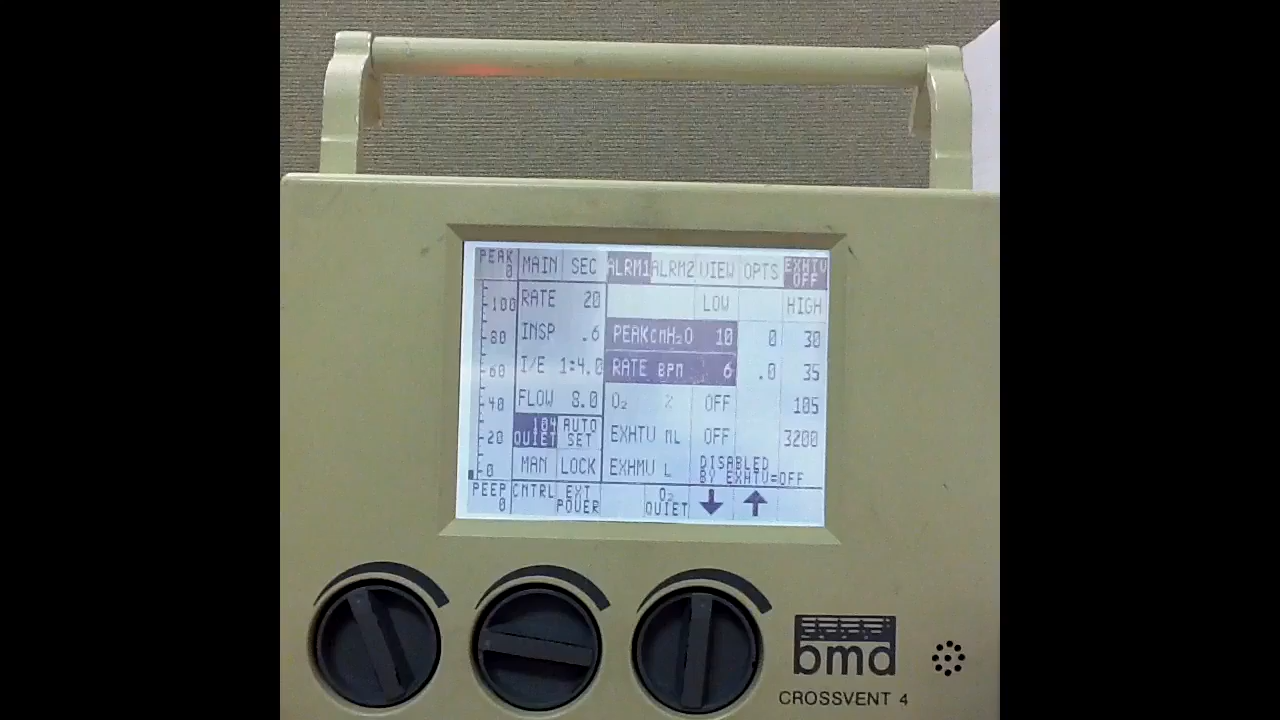 PEAK 0 MAIN SEC ALRM1 ALRM2 VIEW OPTS EXHTV OFF
100 RATE 20 LOW HIGH
80 INSP .6 PEAKcmH₂O 10 0 30
60 I/E 1:4.0 RATE BPM 6 .0 35
40 FLOW 8.0 O₂ % OFF 105
20 104 QUIET AUTO SET EXHTV ML OFF 3200
0 MAN LOCK EXHMV L DISABLED BY EXHTV=OFF
PEEP 0 CNTRL EXT POWER O₂ QUIET
bmd
CROSSVENT 4